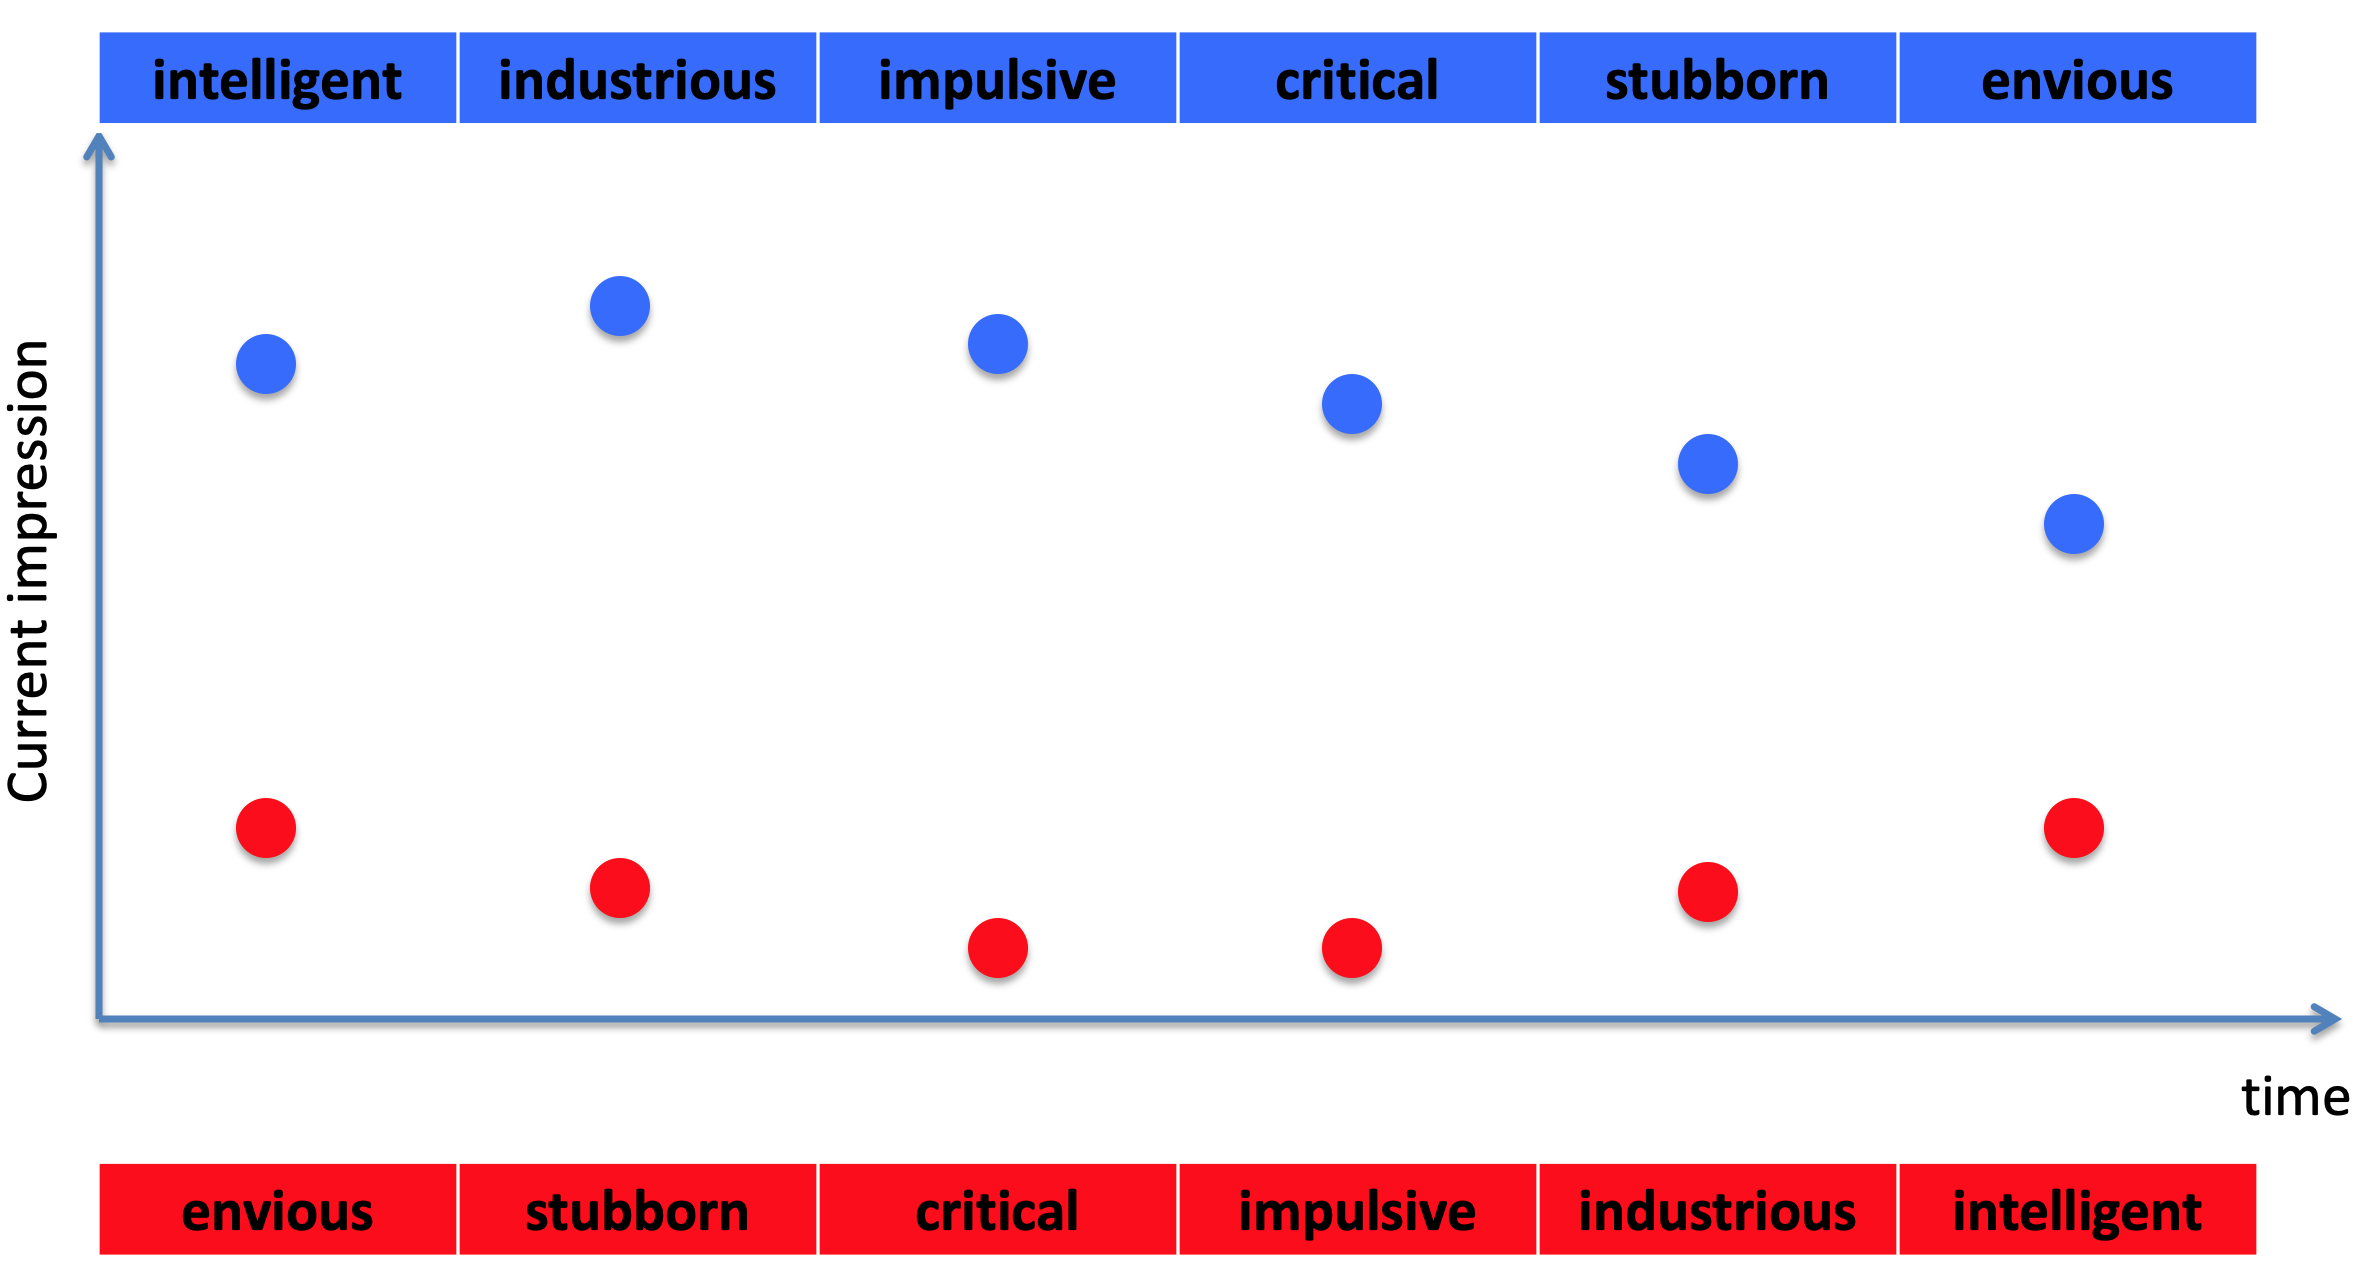 intelligent industrious impulsive critical stubborn envious
Current impression
time
envious stubborn critical impulsive industrious intelligent